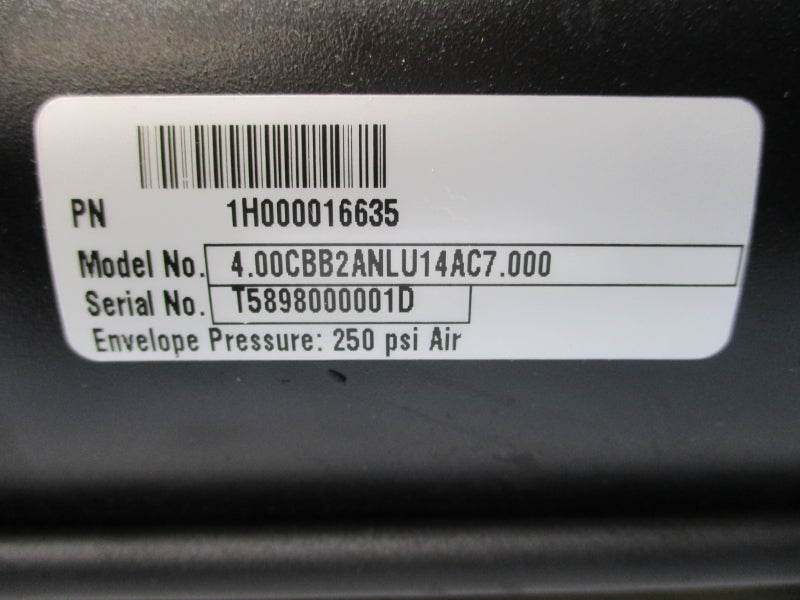 PN 1H000016635
Model No. 4.00CBB2ANLU14AC7.000
Serial No. T5898000001D
Envelope Pressure: 250 psi Air